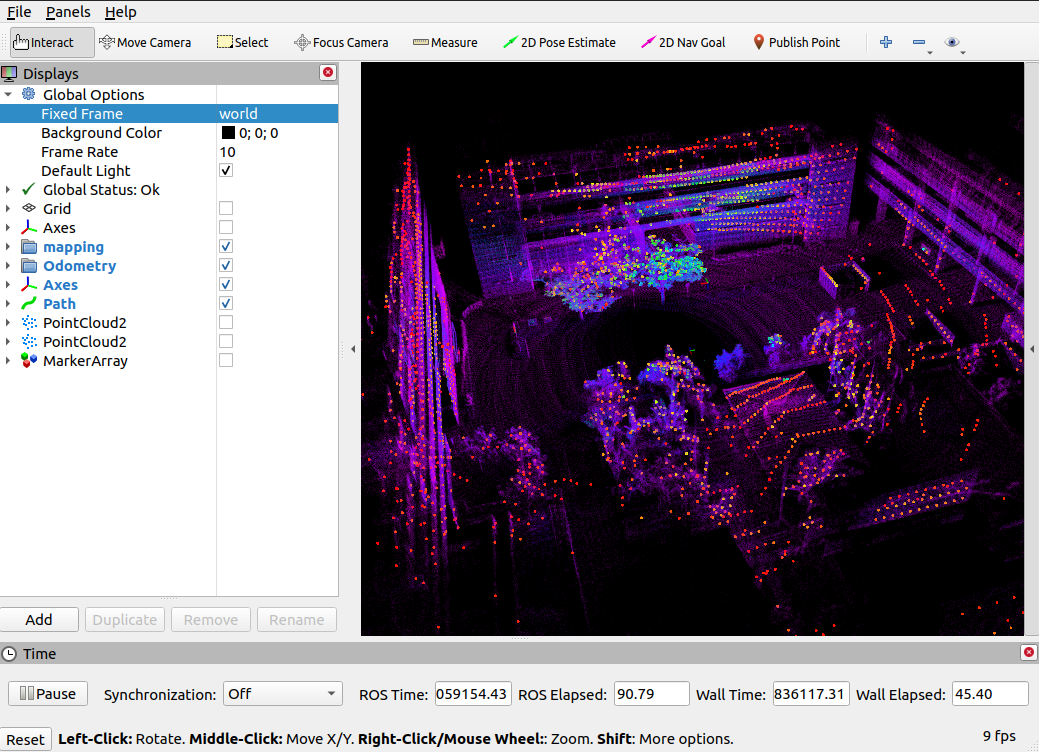 File Panels Help
Interact Move Camera Select Focus Camera Measure 2D Pose Estimate 2D Nav Goal Publish Point
Displays
Global Options
Fixed Frame world
Background Color 0; 0; 0
Frame Rate 10
Default Light
Global Status: Ok
Grid
Axes
mapping
Odometry
Axes
Path
PointCloud2
PointCloud2
MarkerArray
Add Duplicate Remove Rename
Time
Pause Synchronization: Off ROS Time: 059154.43 ROS Elapsed: 90.79 Wall Time: 836117.31 Wall Elapsed: 45.40
Reset Left-Click: Rotate. Middle-Click: Move X/Y. Right-Click/Mouse Wheel:: Zoom. Shift: More options. 9 fps